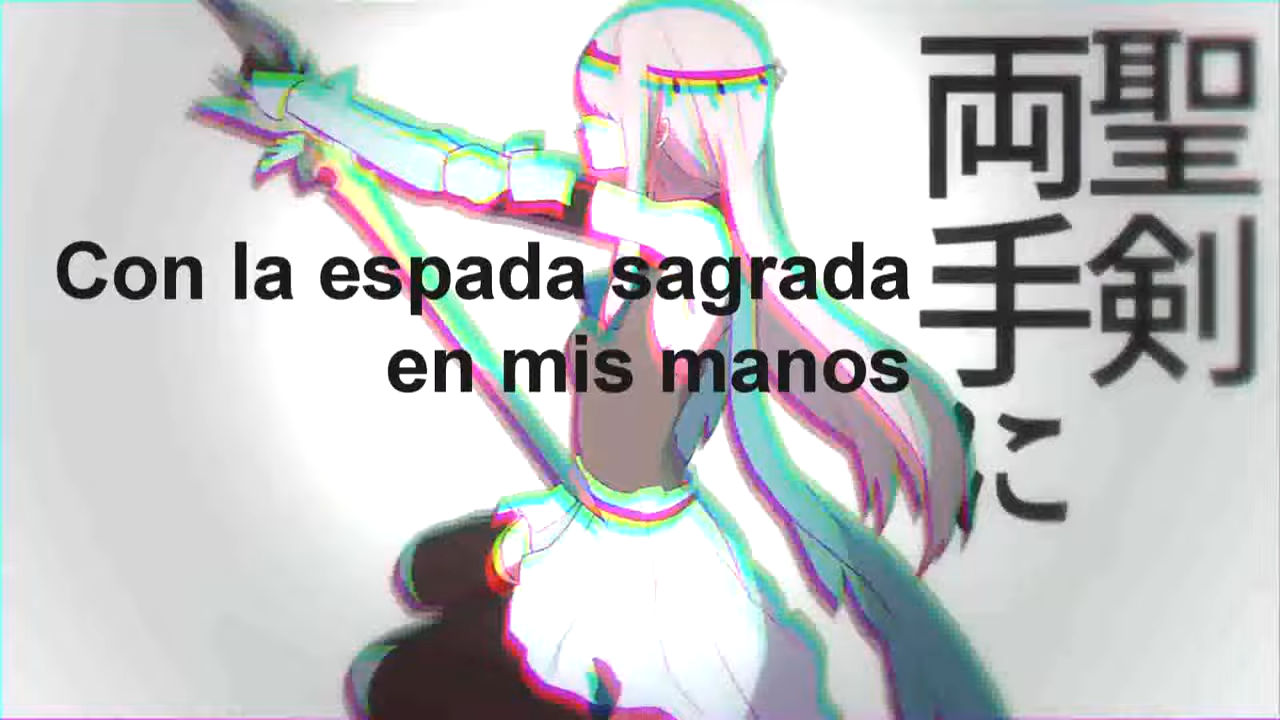 聖剣
両手に
Con la espada sagrada
en mis manos